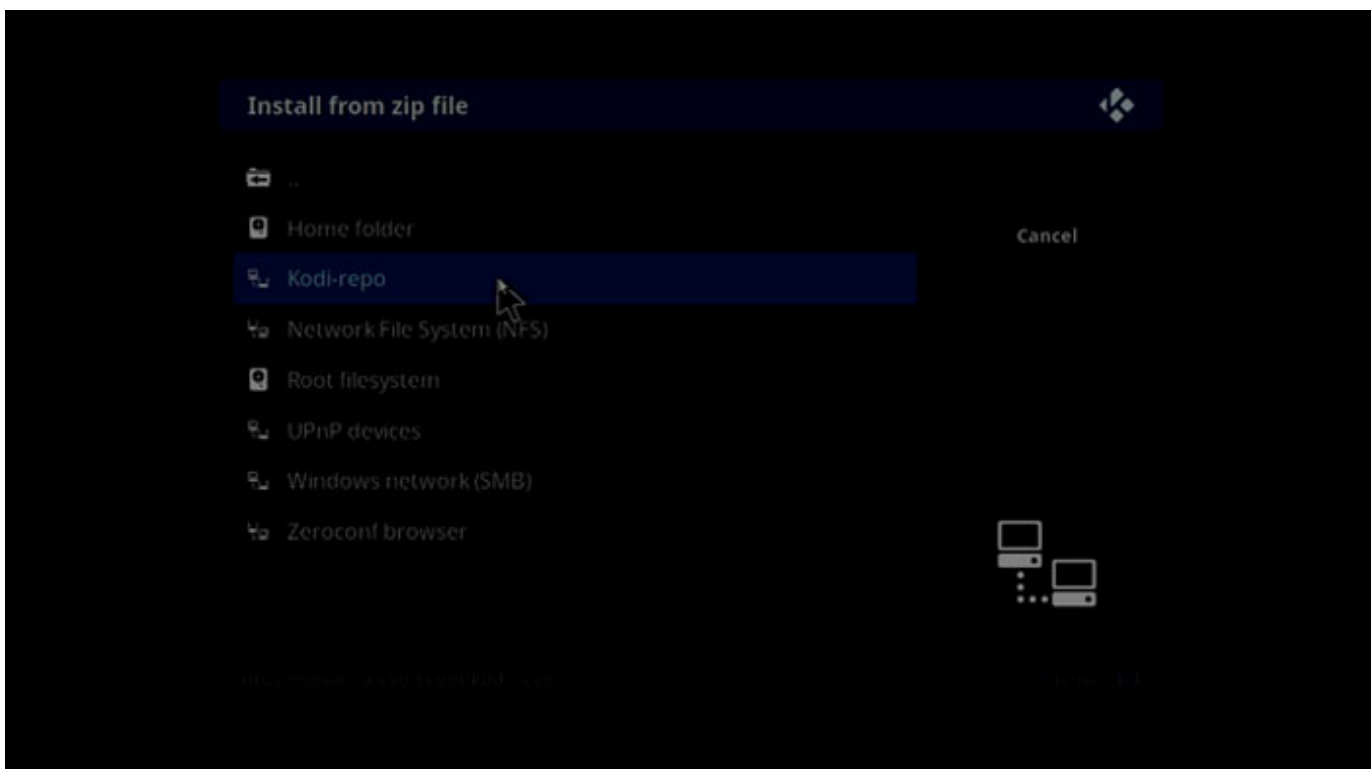 Install from zip file
..
Home folder
Cancel
Kodi-repo
Network File System (NFS)
Root filesystem
UPnP devices
Windows network (SMB)
Zeroconf browser